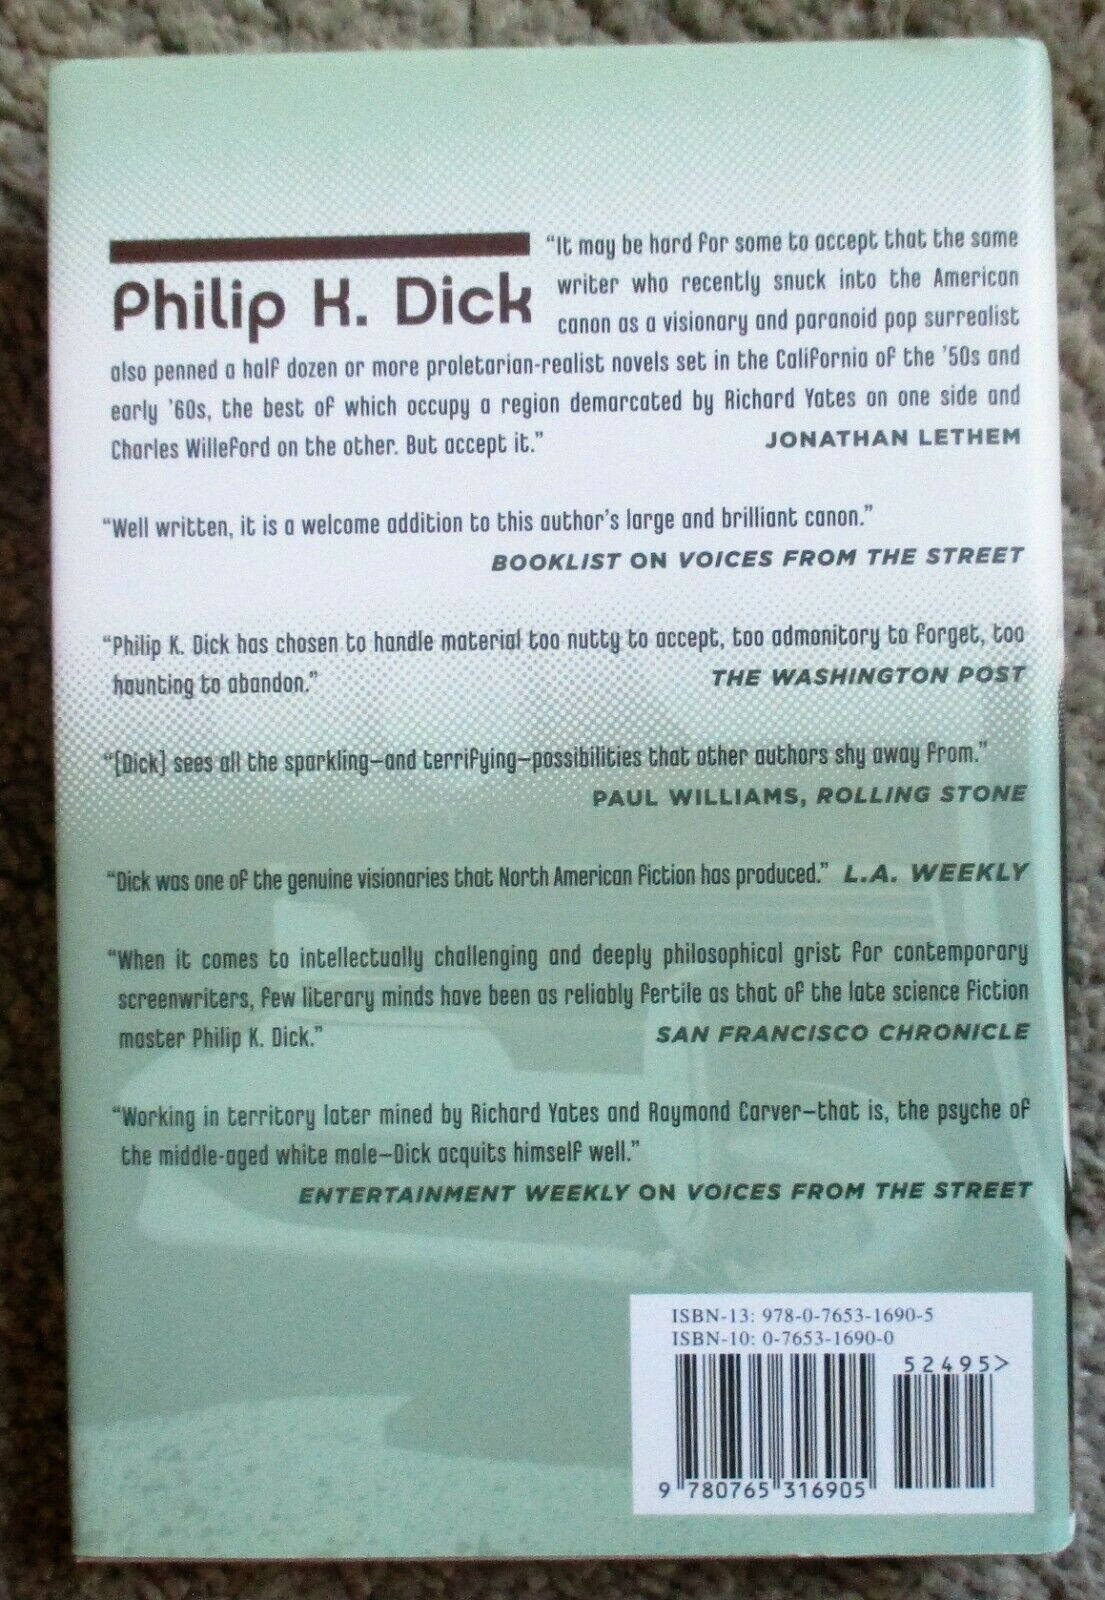 Philip K. Dick
“It may be hard for some to accept that the same
writer who recently snuck into the American
canon as a visionary and paranoid pop surrealist
also penned a half dozen or more proletarian-realist novels set in the California of the ’50s and
early ’60s, the best of which occupy a region demarcated by Richard Yates on one side and
Charles Willeford on the other. But accept it.” JONATHAN LETHEM
“Well written, it is a welcome addition to this author’s large and brilliant canon.”
BOOKLIST ON VOICES FROM THE STREET
“Philip K. Dick has chosen to handle material too nutty to accept, too admonitory to forget, too
haunting to abandon.” THE WASHINGTON POST
“[Dick] sees all the sparkling—and terrifying—possibilities that other authors shy away from.”
PAUL WILLIAMS, ROLLING STONE
“Dick was one of the genuine visionaries that North American fiction has produced.” L.A. WEEKLY
“When it comes to intellectually challenging and deeply philosophical grist for contemporary
screenwriters, few literary minds have been as reliably fertile as that of the late science fiction
master Philip K. Dick.” SAN FRANCISCO CHRONICLE
“Working in territory later mined by Richard Yates and Raymond Carver—that is, the psyche of
the middle-aged white male—Dick acquits himself well.”
ENTERTAINMENT WEEKLY ON VOICES FROM THE STREET
ISBN-13: 978-0-7653-1690-5
ISBN-10: 0-7653-1690-0
52495>
9 780765 316905